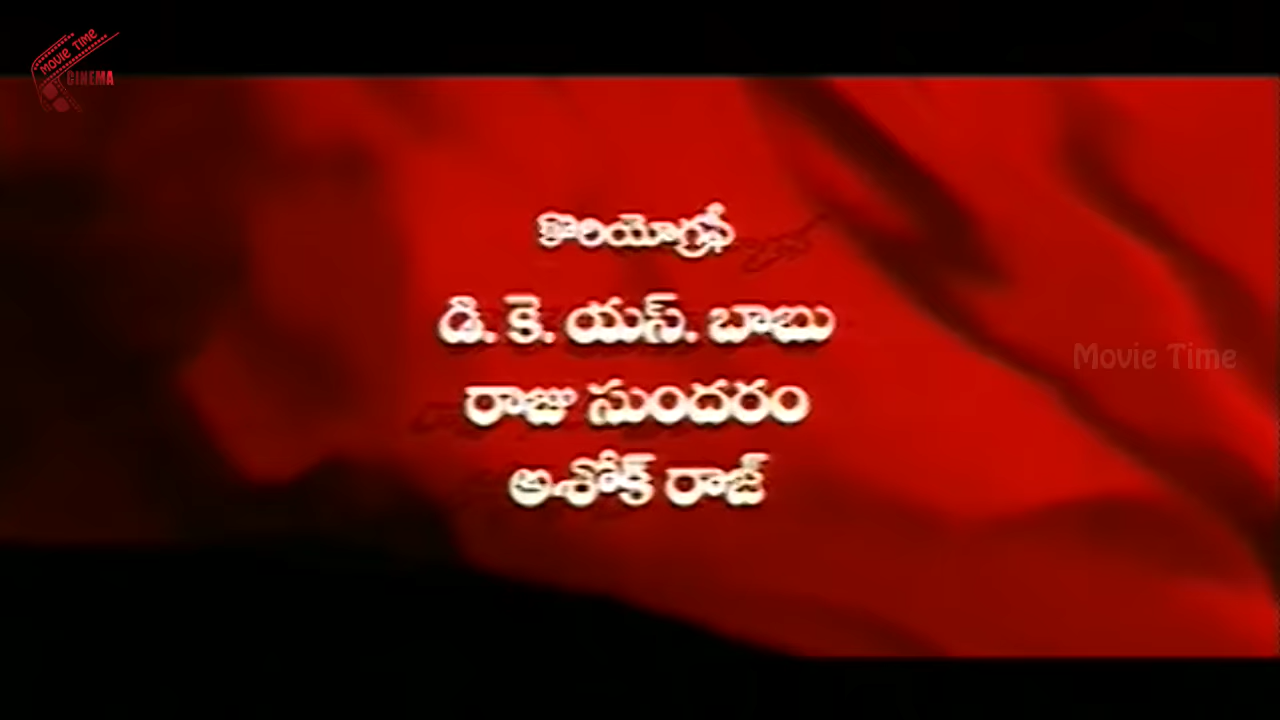 MOVIE TIME
CINEMA
కొరియోగ్రఫీ
డి. కె. యస్. బాబు
Movie Time
రాజు సుందరం
అశోక్ రాజ్